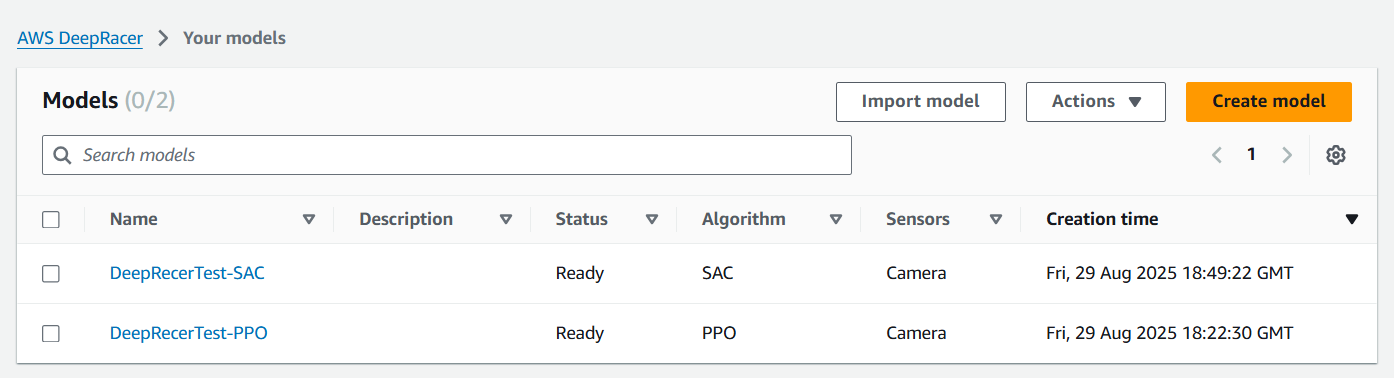 AWS DeepRacer > Your models
Models (0/2) Import model Actions Create model
Search models 1
Name Description Status Algorithm Sensors Creation time
DeepRecerTest-SAC Ready SAC Camera Fri, 29 Aug 2025 18:49:22 GMT
DeepRecerTest-PPO Ready PPO Camera Fri, 29 Aug 2025 18:22:30 GMT